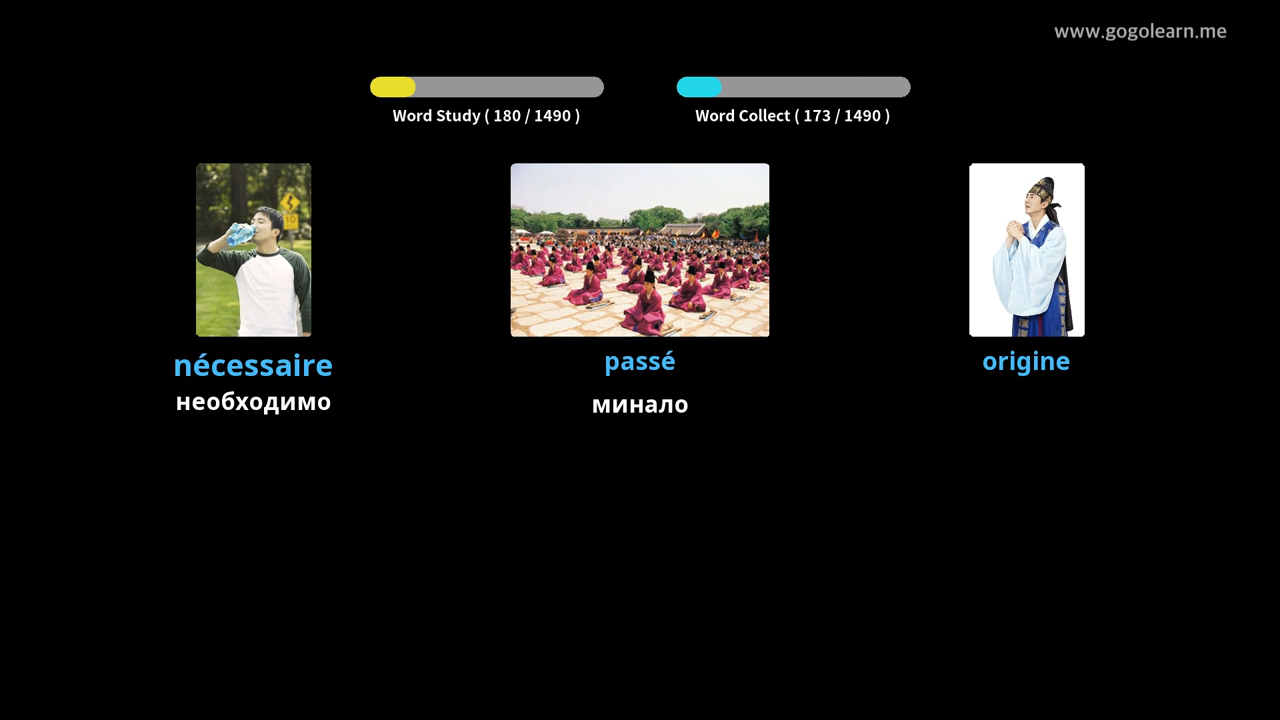 www.gogolearn.me
Word Study ( 180 / 1490 )
Word Collect ( 173 / 1490 )
nécessaire
необходимо
passé
минало
origine